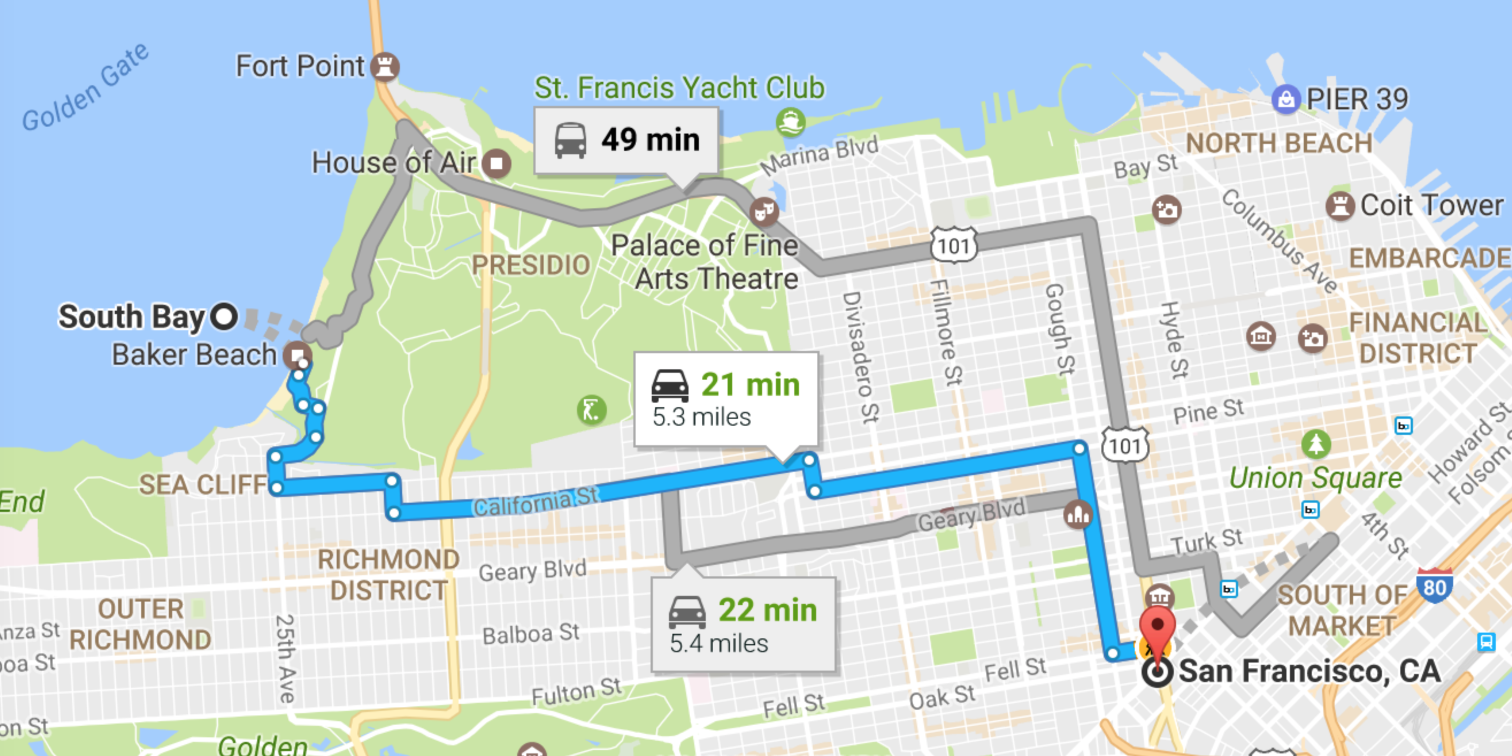 Golden Gate
Fort Point
St. Francis Yacht Club
PIER 39
49 min
NORTH BEACH
House of Air
Marina Blvd
Bay St
Coit Tower
Columbus Ave
Palace of Fine
Arts Theatre
101
PRESIDIO
EMBARCADE
South Bay
Baker Beach
Divisadero St
Fillmore St
Gough St
Hyde St
FINANCIAL
DISTRICT
21 min
5.3 miles
Pine St
101
Howard St
Folsom
Union Square
SEA CLIFF
End
California St
Geary Blvd
4th St
Turk St
RICHMOND
DISTRICT
Geary Blvd
80
SOUTH OF
MARKET
OUTER
RICHMOND
22 min
5.4 miles
nza St
Balboa St
boa St
25th Ave
San Francisco, CA
Fell St
Oak St
Fulton St
Fell St
on St
Golden